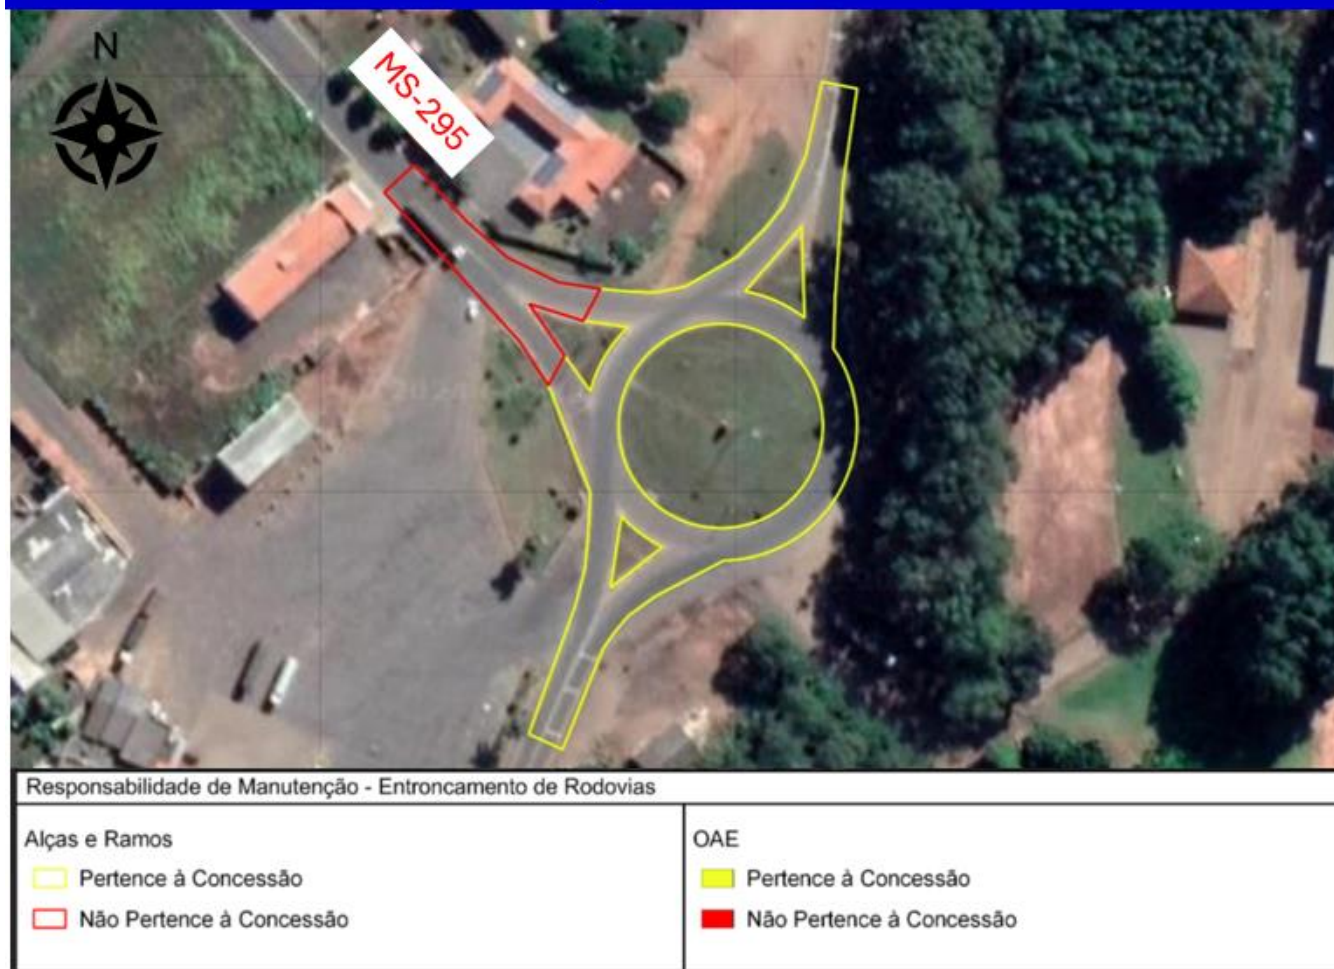 N
MS-295
Responsabilidade de Manutenção - Entroncamento de Rodovias
Alças e Ramos
Pertence à Concessão
Não Pertence à Concessão
OAE
Pertence à Concessão
Não Pertence à Concessão